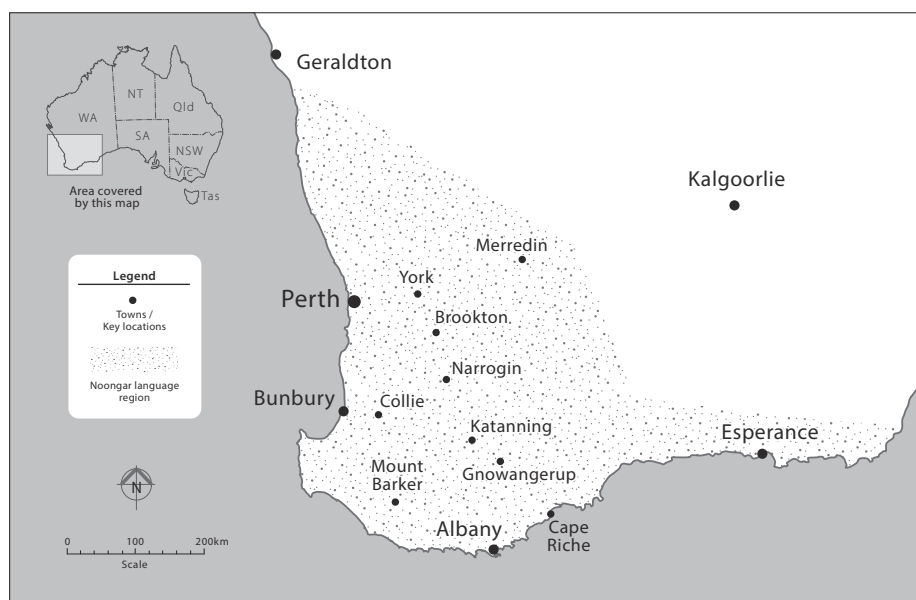 Geraldton
NT
WA
Qld
SA
NSW
Vic
Tas
Area covered
by this map
Kalgoorlie
Merredin
Legend
York
Perth
Towns /
Key locations
Brookton
Narrogin
Noongar language
region
Bunbury
Collie
Katanning
Esperance
Mount
Barker
Gnowangerup
N
Albany
Cape
Riche
0 100 200km
Scale